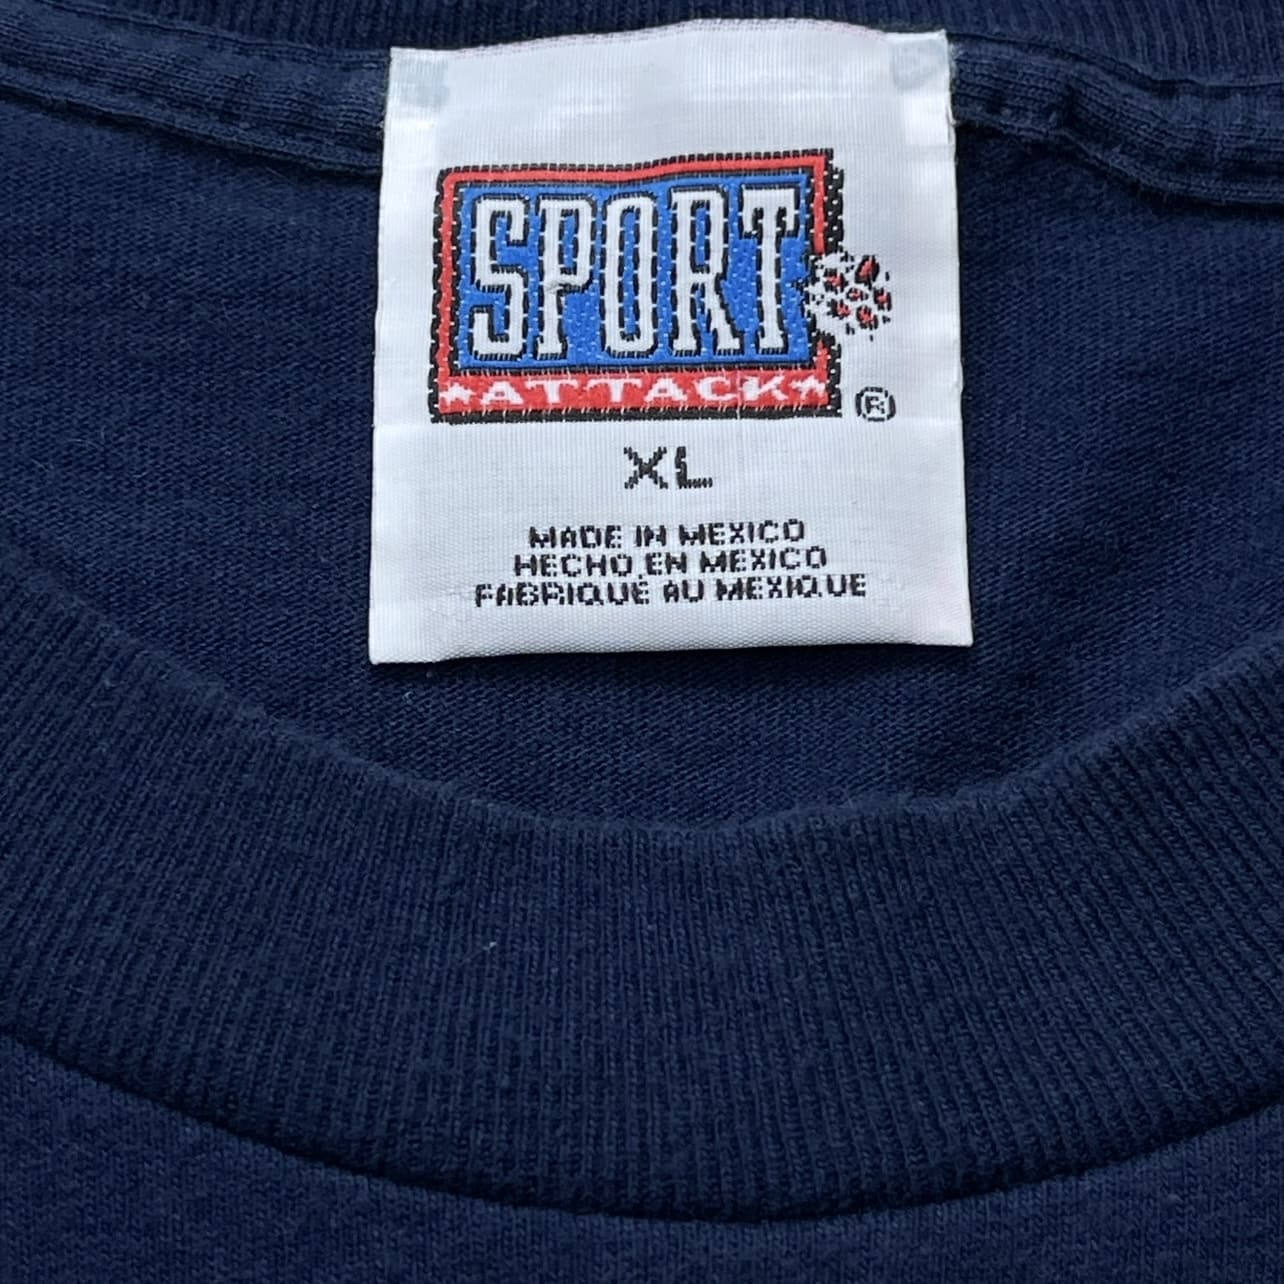 SPORT
★ATTACK★
®
XL
MADE IN MEXICO
HECHO EN MEXICO
FABRIQUÉ AU MEXIQUE